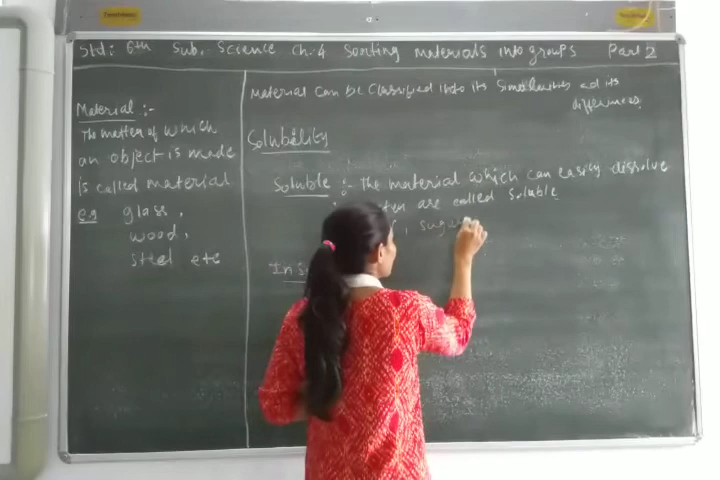 Std: 6th Sub. Science Ch-4 Sorting materials into groups Part 2
Material :-
The matter of which
an object is made
is called material
eg glass,
wood,
steel etc
Material can be classified into its similarities and its
differences.
Solubility
Soluble :- The material which can easily dissolve
are called soluble
, suga
Ins